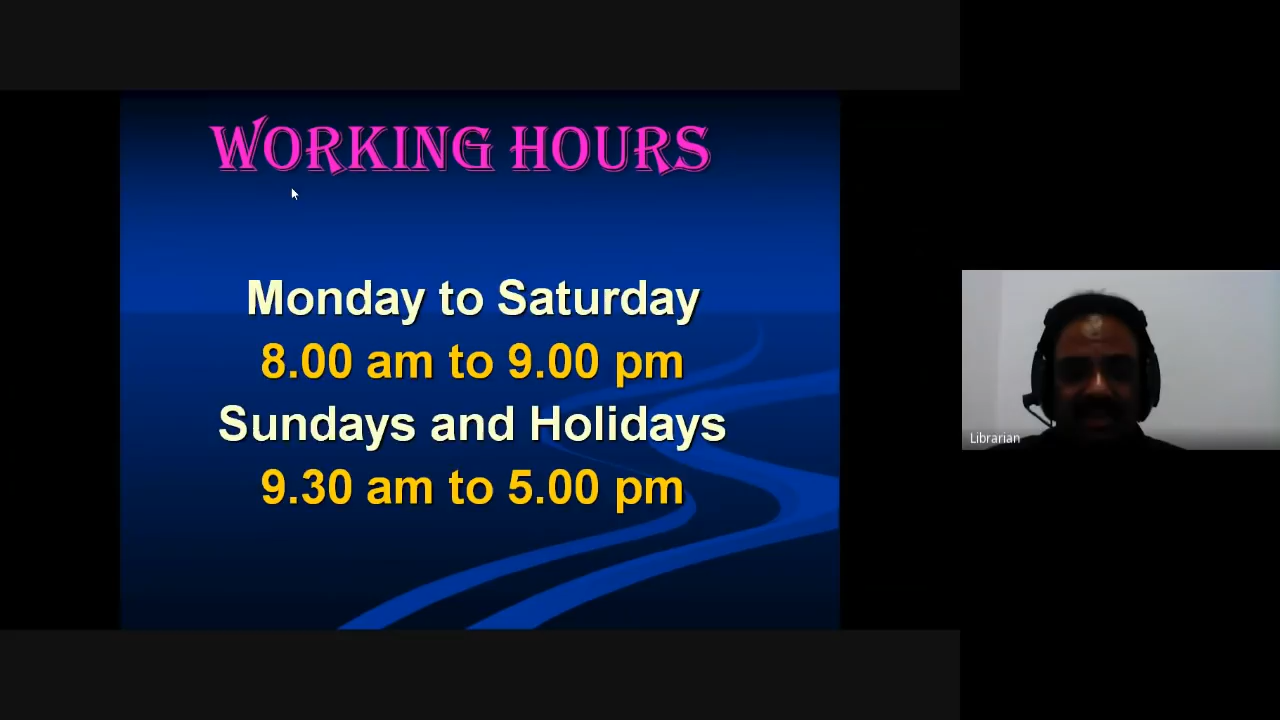 WORKING HOURS
Monday to Saturday
8.00 am to 9.00 pm
Sundays and Holidays
9.30 am to 5.00 pm
Librarian